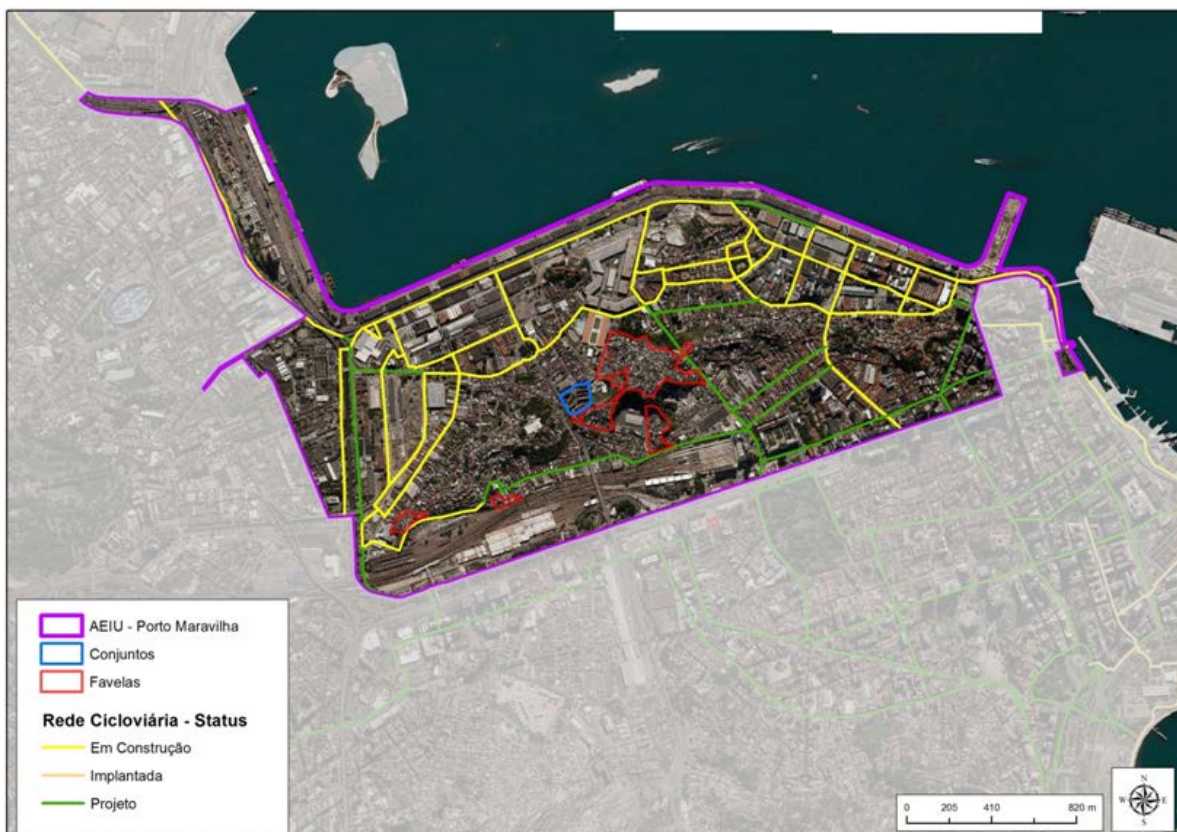 AEIU - Porto Maravilha
Conjuntos
Favelas
Rede Cicloviária - Status
Em Construção
Implantada
Projeto
0 205 410 820 m
N
W E
S